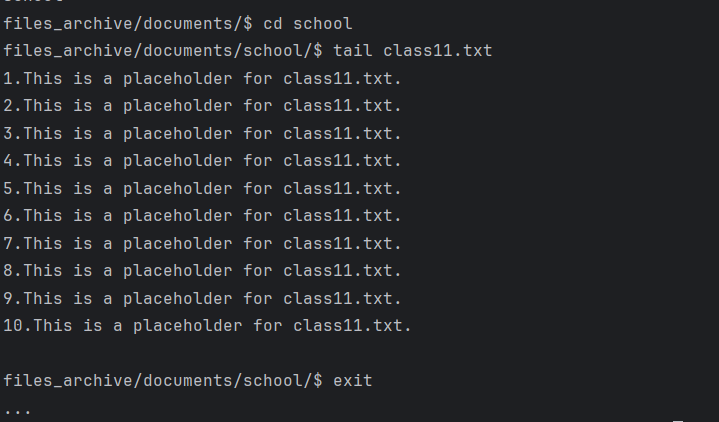 files_archive/documents/$ cd school
files_archive/documents/school/$ tail class11.txt
1.This is a placeholder for class11.txt.
2.This is a placeholder for class11.txt.
3.This is a placeholder for class11.txt.
4.This is a placeholder for class11.txt.
5.This is a placeholder for class11.txt.
6.This is a placeholder for class11.txt.
7.This is a placeholder for class11.txt.
8.This is a placeholder for class11.txt.
9.This is a placeholder for class11.txt.
10.This is a placeholder for class11.txt.
files_archive/documents/school/$ exit
...